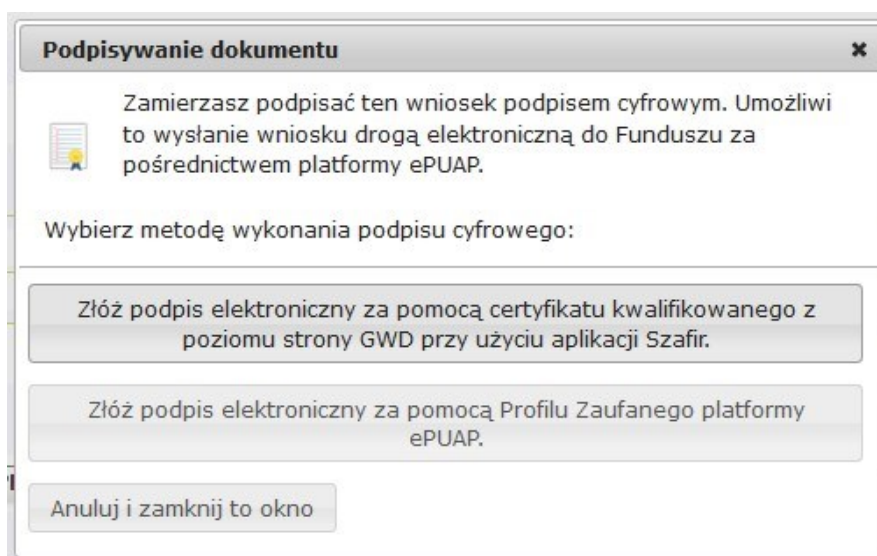 Podpisywanie dokumentu
Zamierzasz podpisać ten wniosek podpisem cyfrowym. Umożliwi
to wysłanie wniosku drogą elektroniczną do Funduszu za
pośrednictwem platformy ePUAP.
Wybierz metodę wykonania podpisu cyfrowego:
Złóż podpis elektroniczny za pomocą certyfikatu kwalifikowanego z
poziomu strony GWD przy użyciu aplikacji Szafir.
Złóż podpis elektroniczny za pomocą Profilu Zaufanego platformy
ePUAP.
Anuluj i zamknij to okno